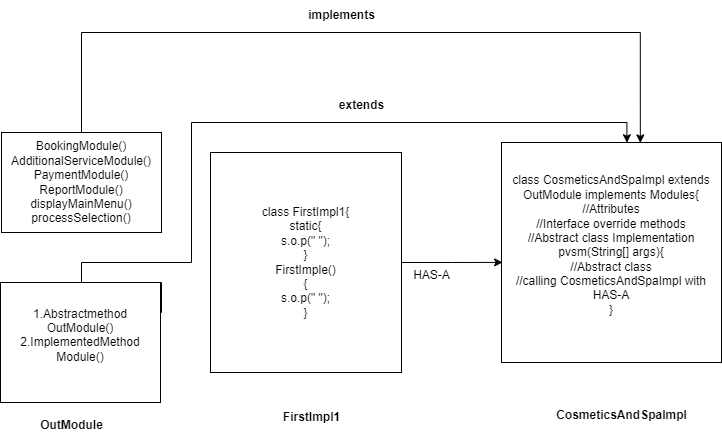 implements
extends
BookingModule()
AdditionalServiceModule()
PaymentModule()
ReportModule()
displayMainMenu()
processSelection()
1.Abstractmethod
OutModule()
2.ImplementedMethod
Module()
OutModule
class FirstImpl1{
static{
s.o.p(" ");
}
FirstImple()
{
s.o.p(" ");
}
FirstImpl1
HAS-A
class CosmeticsAndSpaImpl extends
OutModule implements Modules{
//Attributes
//Interface override methods
//Abstract class Implementation
pvsm(String[] args){
//Abstract class
//calling CosmeticsAndSpaImpl with
HAS-A
}
CosmeticsAndSpaImpl